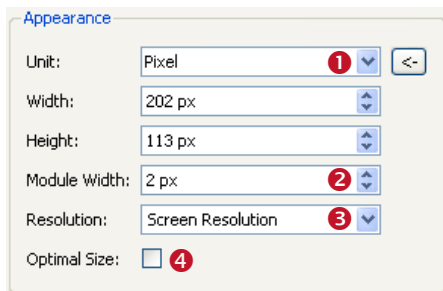 Appearance
Unit: Pixel 1 <-
Width: 202 px
Height: 113 px
Module Width: 2 px 2
Resolution: Screen Resolution 3
Optimal Size: 4